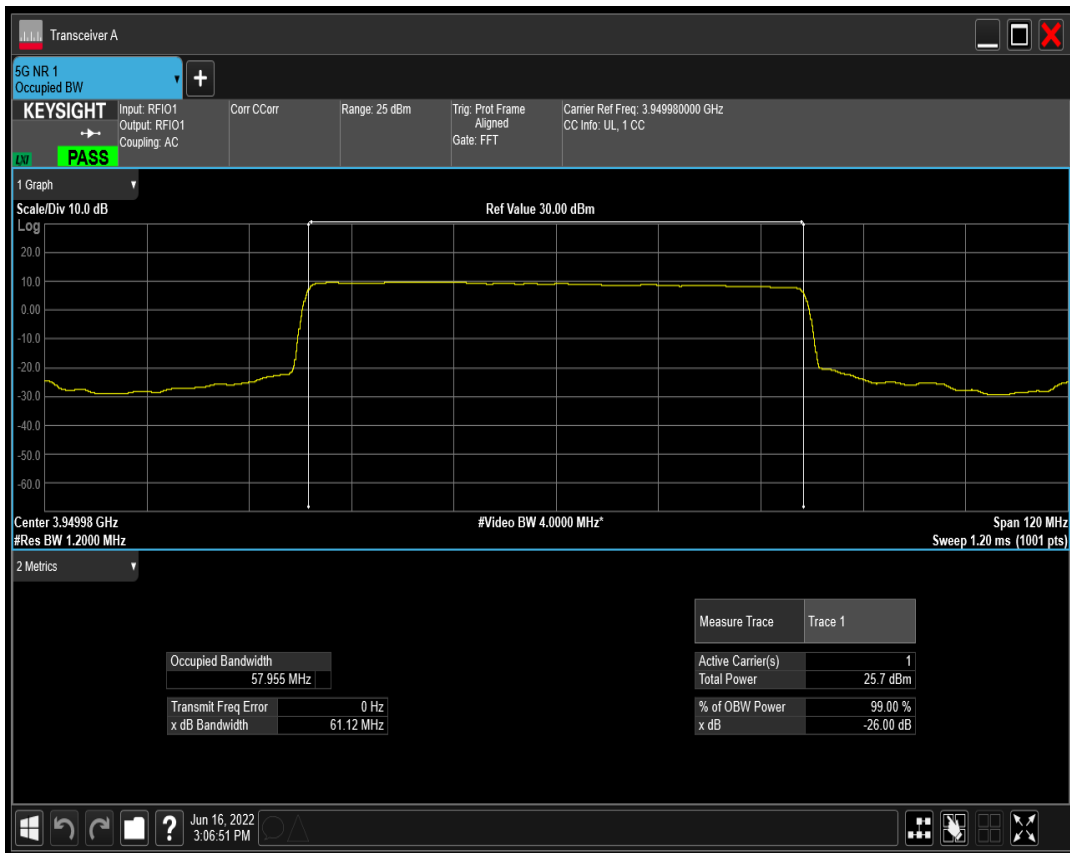 Transceiver A
5G NR 1
Occupied BW
+
KEYSIGHT
LXI
PASS
Input: RFIO1
Output: RFIO1
Coupling: AC
Corr CCorr
Range: 25 dBm
Trig: Prot Frame
Aligned
Gate: FFT
Carrier Ref Freq: 3.949980000 GHz
CC Info: UL, 1 CC
1 Graph
Scale/Div 10.0 dB
Ref Value 30.00 dBm
Log
20.0
10.0
0.00
-10.0
-20.0
-30.0
-40.0
-50.0
-60.0
Center 3.94998 GHz
#Video BW 4.0000 MHz*
Span 120 MHz
#Res BW 1.2000 MHz
Sweep 1.20 ms (1001 pts)
2 Metrics
Measure Trace Trace 1
Occupied Bandwidth
57.955 MHz
Transmit Freq Error 0 Hz
x dB Bandwidth 61.12 MHz
Active Carrier(s) 1
Total Power 25.7 dBm
% of OBW Power 99.00 %
x dB -26.00 dB
?
Jun 16, 2022
3:06:51 PM